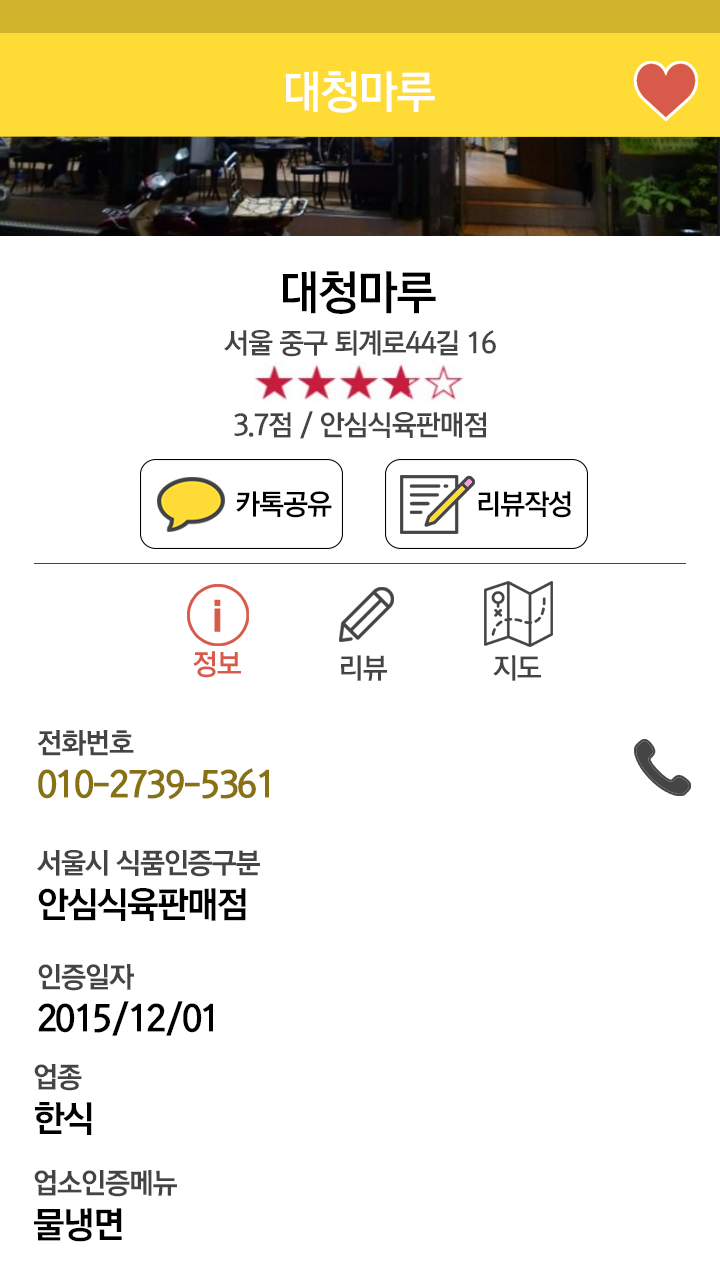 대청마루
대청마루
서울 중구 퇴계로44길 16
3.7점 / 안심식육판매점
카톡공유
리뷰작성
정보
리뷰
지도
전화번호
010-2739-5361
서울시 식품인증구분
안심식육판매점
인증일자
2015/12/01
업종
한식
업소인증메뉴
물냉면